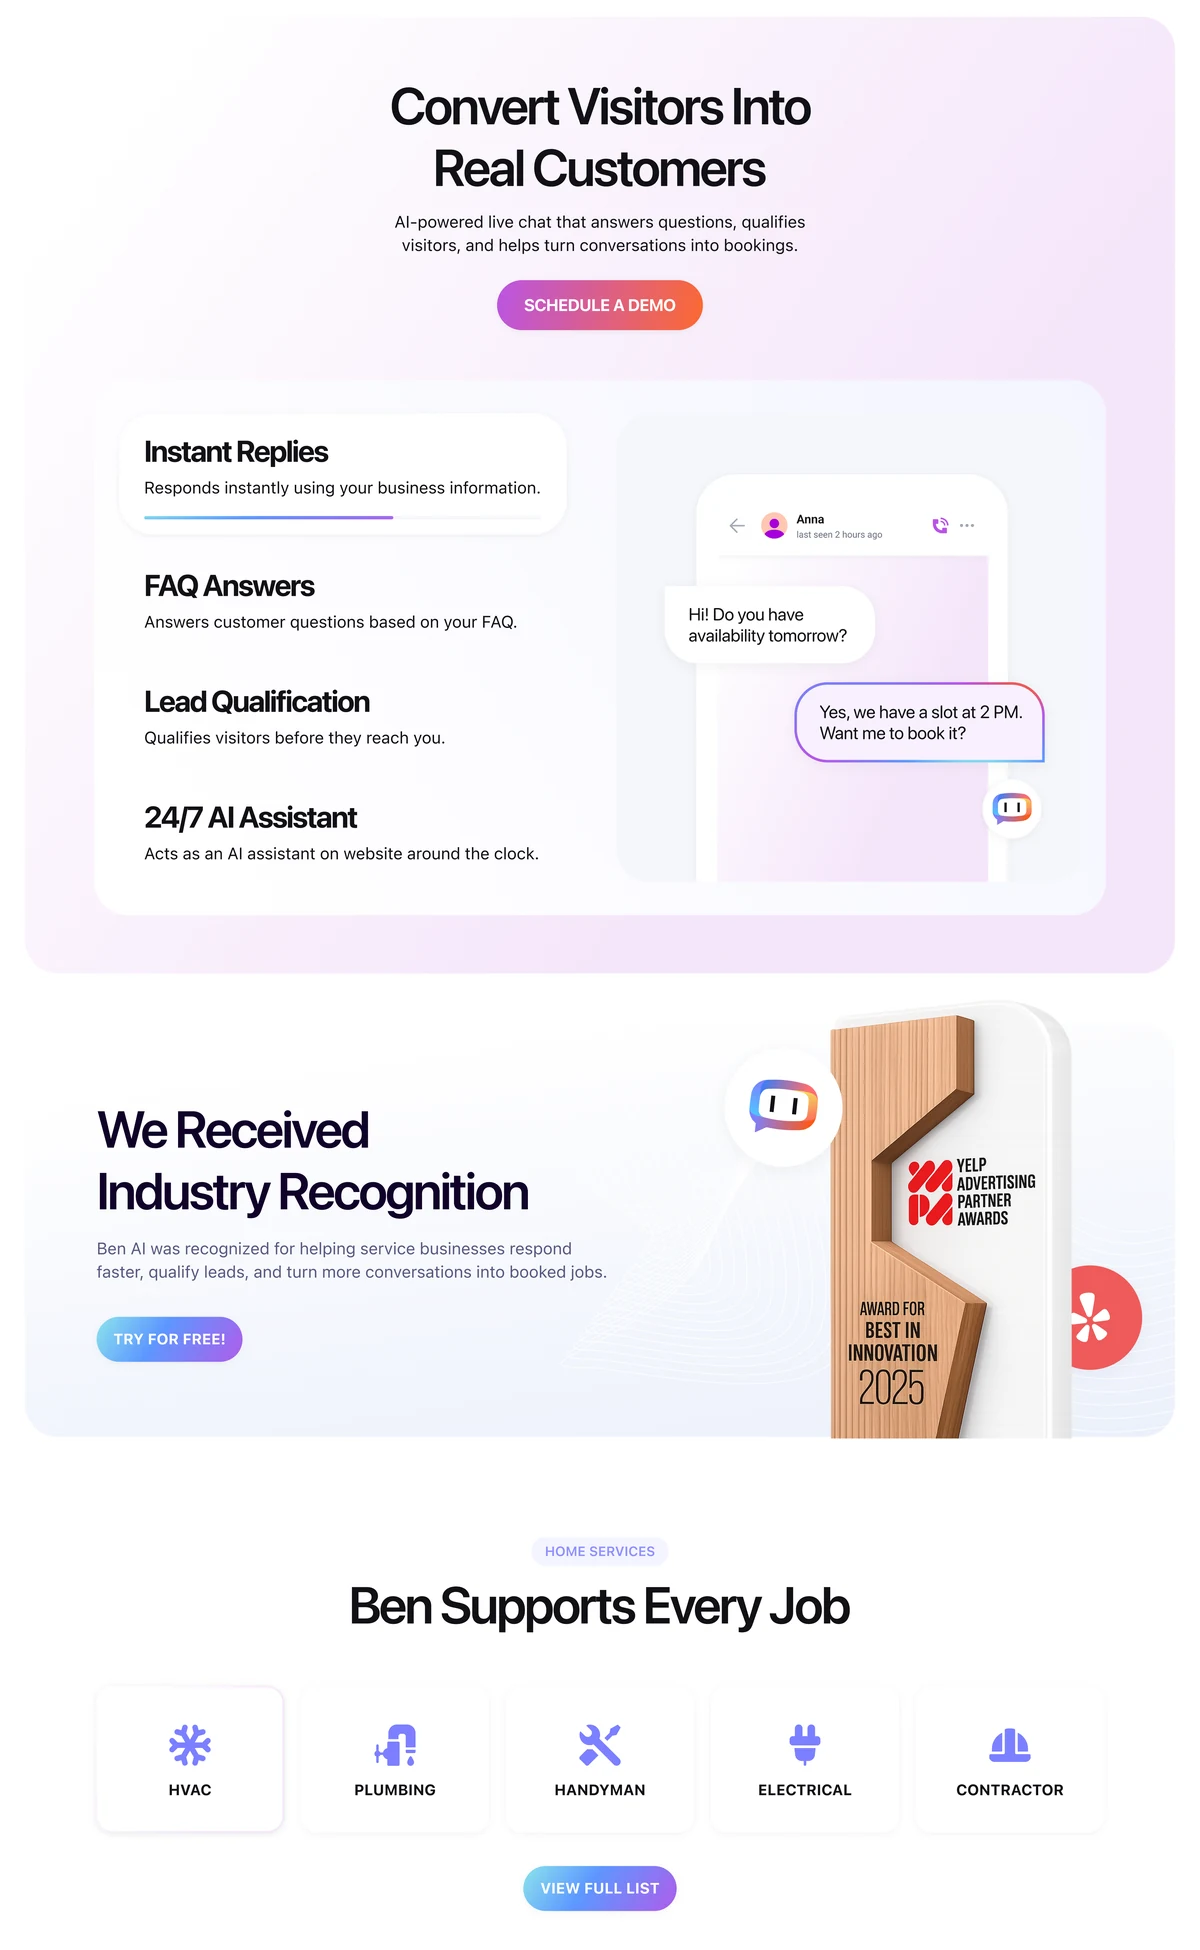 Convert Visitors Into
Real Customers
AI-powered live chat that answers questions, qualifies
visitors, and helps turn conversations into bookings.
SCHEDULE A DEMO
Instant Replies
Responds instantly using your business information.
FAQ Answers
Answers customer questions based on your FAQ.
Lead Qualification
Qualifies visitors before they reach you.
24/7 AI Assistant
Acts as an AI assistant on website around the clock.
Anna
last seen 2 hours ago
Hi! Do you have
availability tomorrow?
Yes, we have a slot at 2 PM.
Want me to book it?
We Received
Industry Recognition
Ben AI was recognized for helping service businesses respond
faster, qualify leads, and turn more conversations into booked jobs.
TRY FOR FREE!
YELP
ADVERTISING
PARTNER
AWARDS
AWARD FOR
BEST IN
INNOVATION
2025
HOME SERVICES
Ben Supports Every Job
HVAC
PLUMBING
HANDYMAN
ELECTRICAL
CONTRACTOR
VIEW FULL LIST